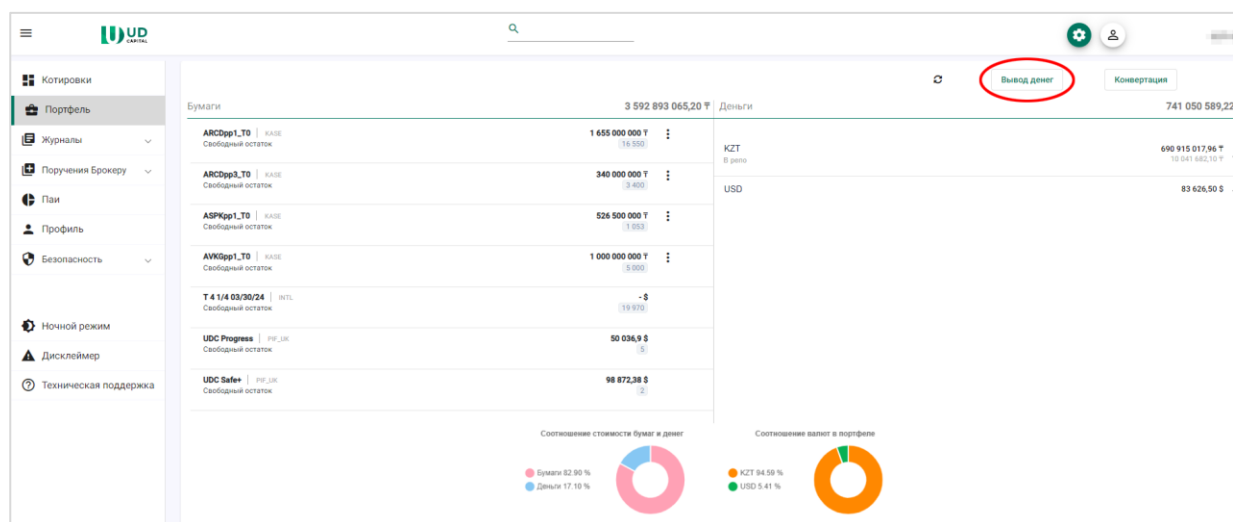 UD
CAPITAL
Котировки
Портфель
Журналы
Поручения Брокеру
Паи
Профиль
Безопасность
Ночной режим
Дисклеймер
Техническая поддержка
Вывод денег
Конвертация
Бумаги 3 592 893 065,20 ₸
ARCDpp1_T0 | KASE 1 655 000 000 ₸
Свободный остаток 16 550
ARCDpp3_T0 | KASE 340 000 000 ₸
Свободный остаток 3 400
ASPKpp1_T0 | KASE 526 500 000 ₸
Свободный остаток 1 053
AVKGpp1_T0 | KASE 1 000 000 000 ₸
Свободный остаток 5 000
T 4 1/4 03/30/24 | INTL - $
Свободный остаток 19 970
UDC Progress | PIF_UK 50 036,9 $
Свободный остаток 5
UDC Safe+ | PIF_UK 98 872,38 $
Свободный остаток 2
Деньги 741 050 589,22
KZT 690 915 017,96 ₸
В репо 10 041 682,10 ₸
USD 83 626,50 $
Соотношение стоимости бумаг и денег
Бумаги 82.90 %
Деньги 17.10 %
Соотношение валют в портфеле
KZT 94.59 %
USD 5.41 %